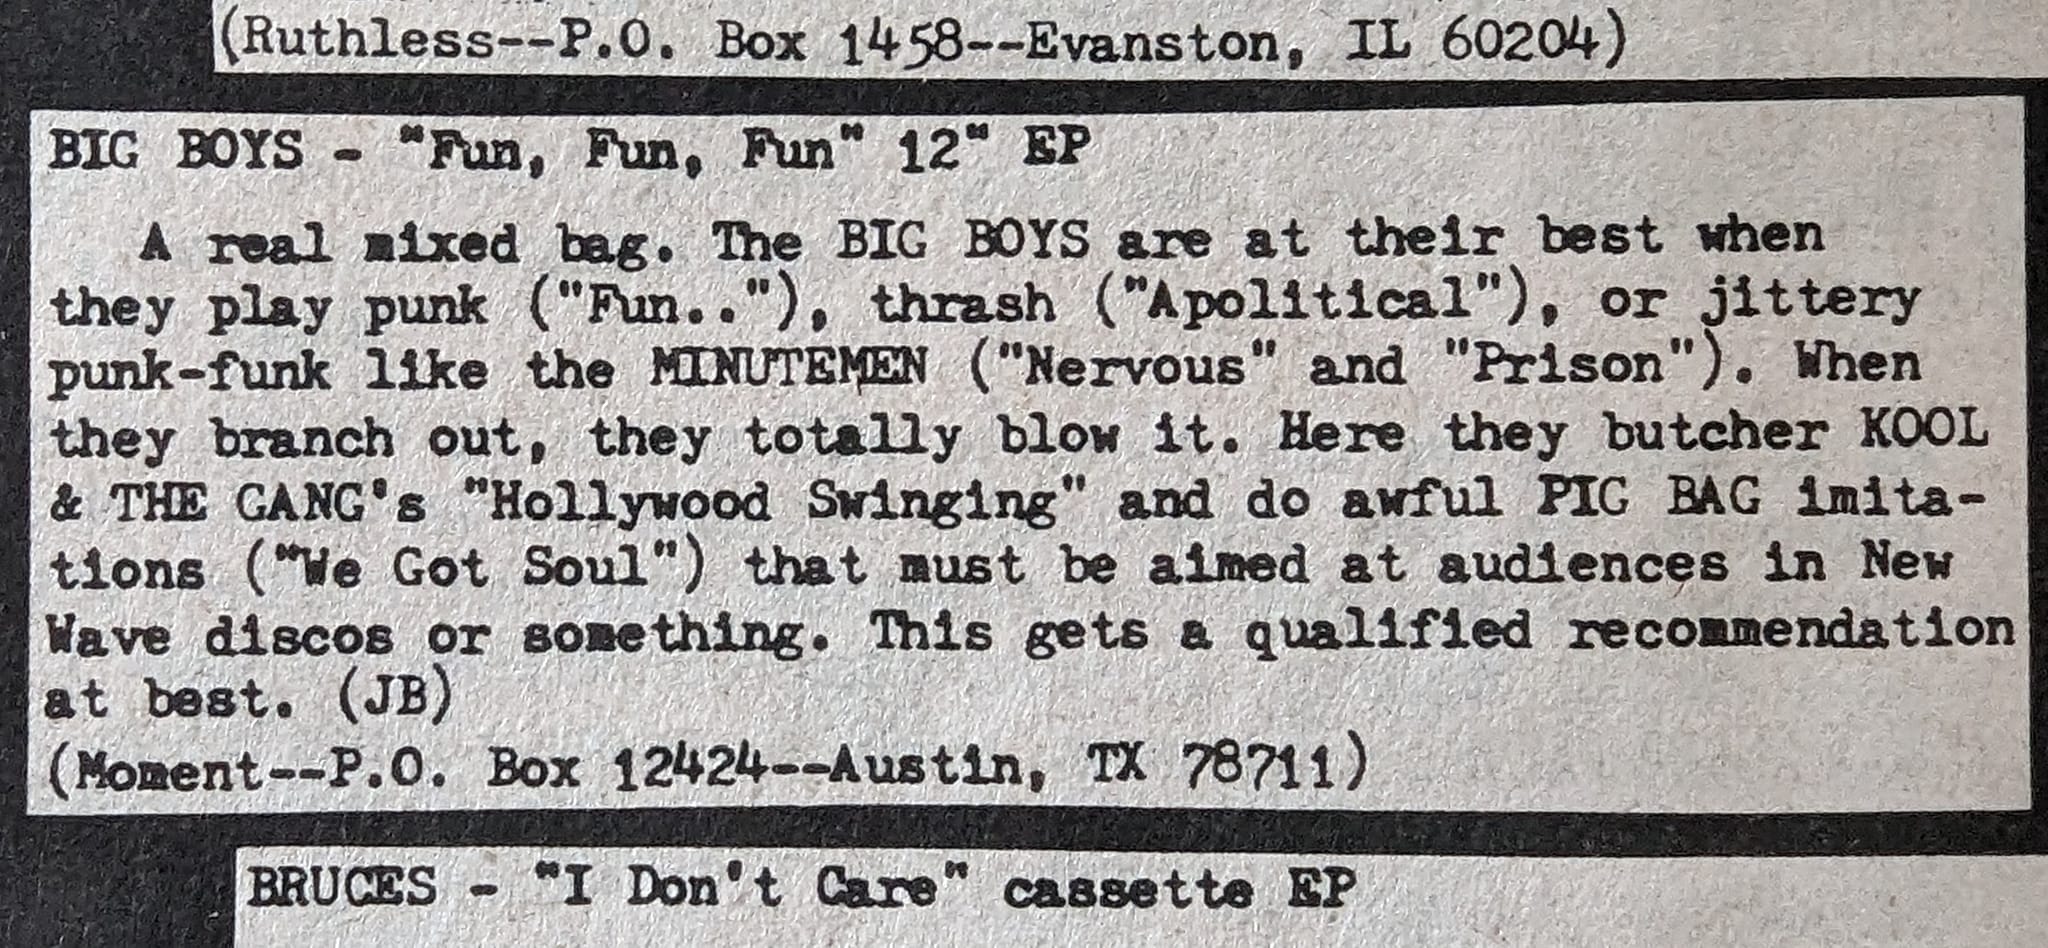 (Ruthless--P.O. Box 1458--Evanston, IL 60204)
BIG BOYS - "Fun, Fun, Fun" 12" EP
A real mixed bag. The BIG BOYS are at their best when
they play punk ("Fun.."), thrash ("Apolitical"), or jittery
punk-funk like the MINUTEMEN ("Nervous" and "Prison"). When
they branch out, they totally blow it. Here they butcher KOOL
& THE GANG's "Hollywood Swinging" and do awful PIG BAG imita-
tions ("We Got Soul") that must be aimed at audiences in New
Wave discos or something. This gets a qualified recommendation
at best. (JB)
(Moment--P.O. Box 12424--Austin, TX 78711)
BRUCES - "I Don't Care" cassette EP